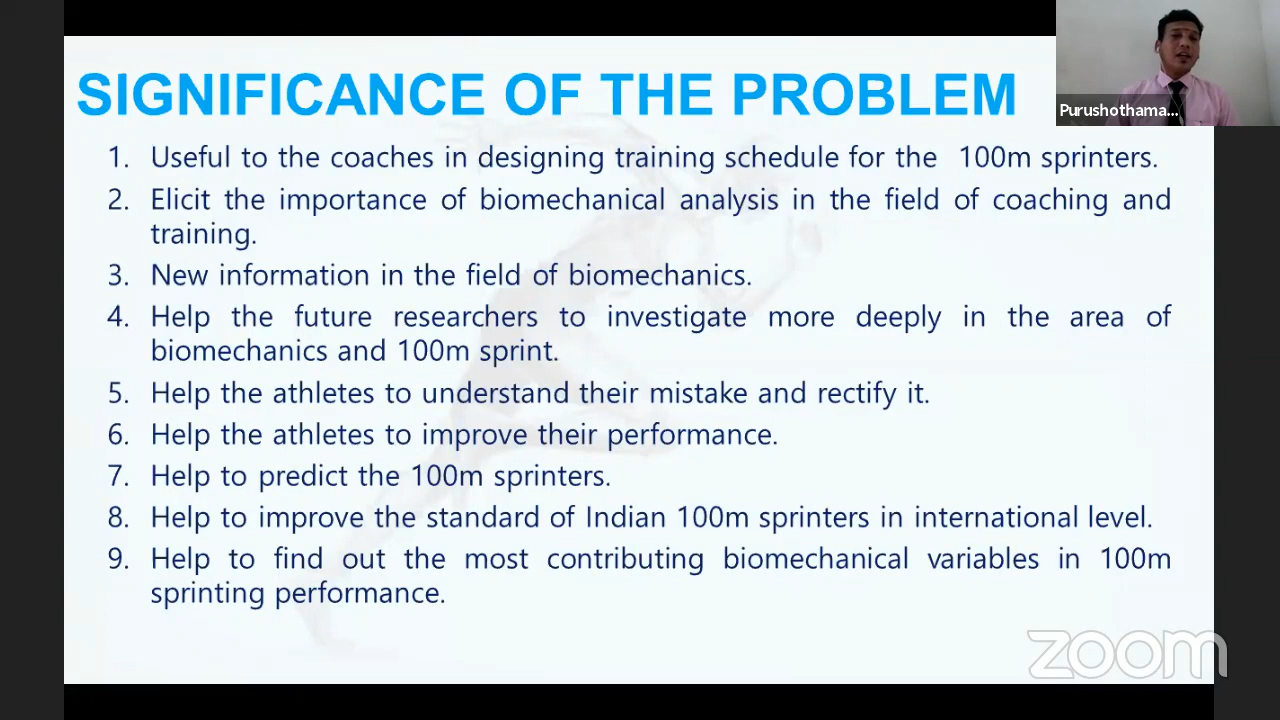 SIGNIFICANCE OF THE PROBLEM
Purushothama...
1. Useful to the coaches in designing training schedule for the 100m sprinters.
2. Elicit the importance of biomechanical analysis in the field of coaching and
training.
3. New information in the field of biomechanics.
4. Help the future researchers to investigate more deeply in the area of
biomechanics and 100m sprint.
5. Help the athletes to understand their mistake and rectify it.
6. Help the athletes to improve their performance.
7. Help to predict the 100m sprinters.
8. Help to improve the standard of Indian 100m sprinters in international level.
9. Help to find out the most contributing biomechanical variables in 100m
sprinting performance.
zoom